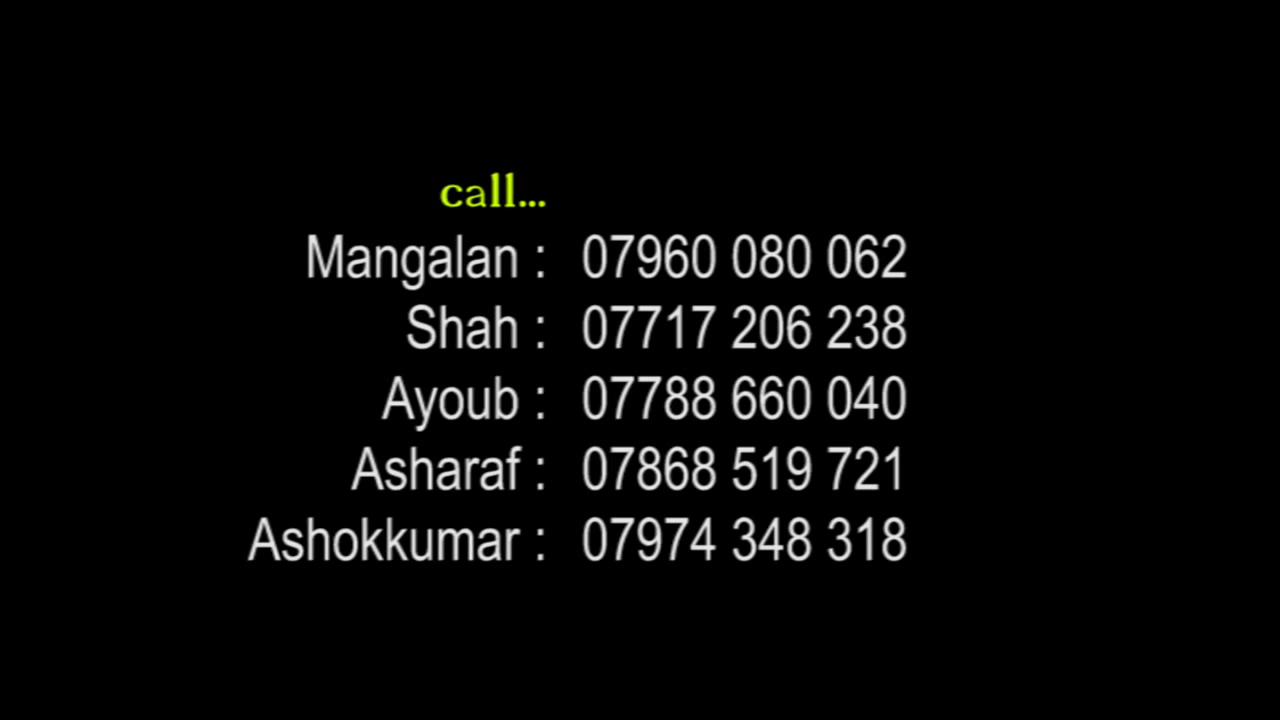 call...
Mangalan : 07960 080 062
Shah : 07717 206 238
Ayoub : 07788 660 040
Asharaf : 07868 519 721
Ashokkumar : 07974 348 318